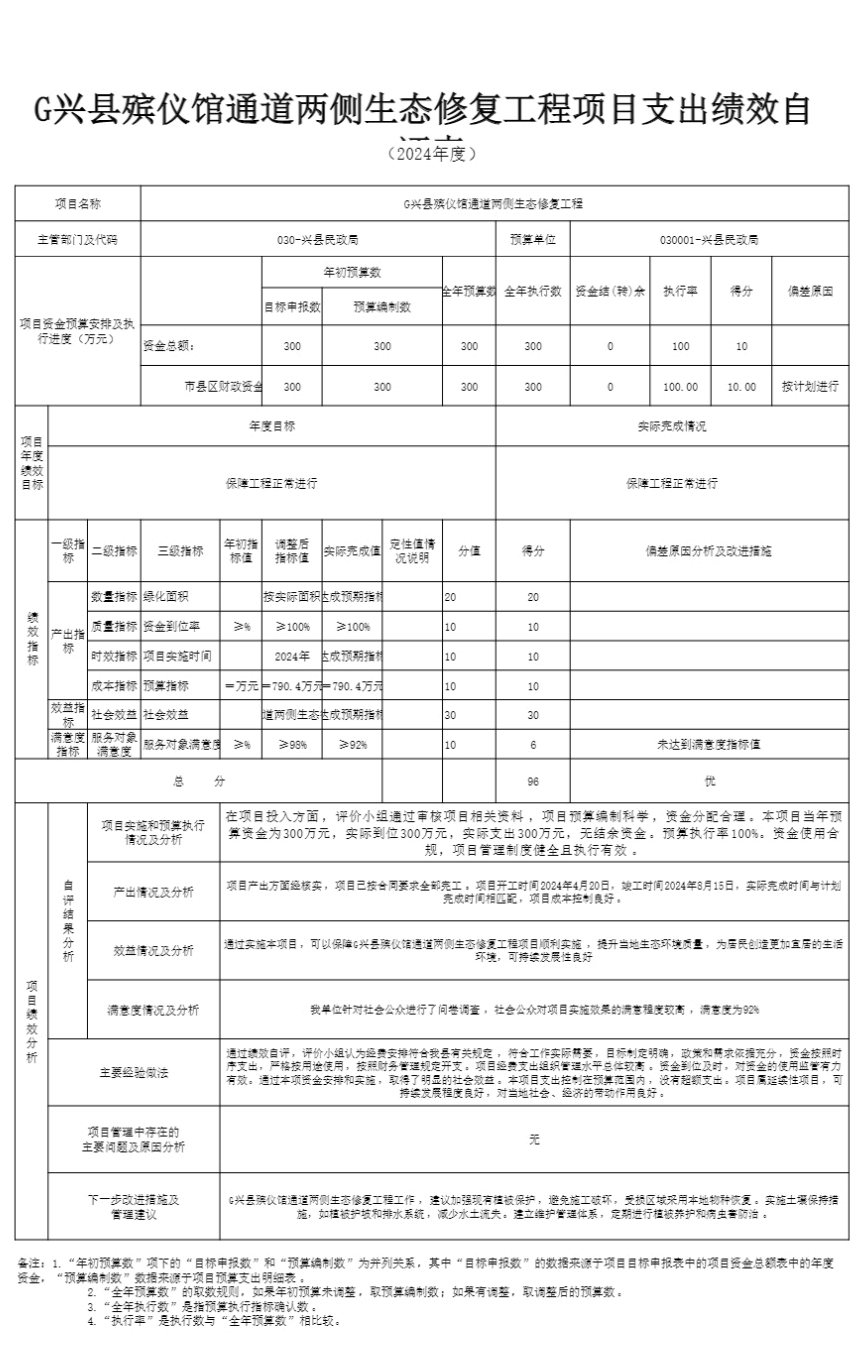 G兴县殡仪馆通道两侧生态修复工程项目支出绩效自
（2024年度）
项目名称 G兴县殡仪馆通道两侧生态修复工程
主管部门及代码 030-兴县民政局 预算单位 030001-兴县民政局
项目资金预算安排及执行进度（万元）
年初预算数 全年预算数 全年执行数 资金结(转)余 执行率 得分 偏差原因
目标申报数 预算编制数
资金总额： 300 300 300 300 0 100 10
市县区财政资金 300 300 300 300 0 100.00 10.00 按计划进行
项目年度绩效目标
年度目标 实际完成情况
保障工程正常进行 保障工程正常进行
绩效指标
一级指标 二级指标 三级指标 年初指标值 调整后指标值 实际完成值 定性值情况说明 分值 得分 偏差原因分析及改进措施
产出指标
数量指标 绿化面积 按实际面积 达成预期指标 20 20
质量指标 资金到位率 ≥% ≥100% ≥100% 10 10
时效指标 项目实施时间 2024年 达成预期指标 10 10
成本指标 预算指标 ＝万元 ＝790.4万元 ＝790.4万元 10 10
效益指标 社会效益 社会效益 道两侧生态 达成预期指标 30 30
满意度指标 服务对象满意度 服务对象满意度 ≥% ≥98% ≥92% 10 6 未达到满意度指标值
总 分 96 优
项目绩效分析
自评结果分析
项目实施和预算执行
情况及分析
在项目投入方面，评价小组通过审核项目相关资料，项目预算编制科学，资金分配合理。本项目当年预
算资金为300万元，实际到位300万元，实际支出300万元，无结余资金。预算执行率100%。资金使用合
规，项目管理制度健全且执行有效。
产出情况及分析
项目产出方面经核实，项目已按合同要求全部完工。项目开工时间2024年4月20日，竣工时间2024年8月15日，实际完成时间与计划
完成时间相匹配，项目成本控制良好。
效益情况及分析
通过实施本项目，可以保障G兴县殡仪馆通道两侧生态修复工程项目顺利实施，提升当地生态环境质量，为居民创造更加宜居的生活
环境，可持续发展性良好
满意度情况及分析
我单位针对社会公众进行了问卷调查，社会公众对项目实施效果的满意程度较高，满意度为92%
主要经验做法
通过绩效自评，评价小组认为经费安排符合我县有关规定，符合工作实际需要，目标制定明确，政策和需求依据充分，资金按照时
序支出，严格按用途使用，按照财务管理规定开支。项目经费支出组织管理水平总体较高。资金到位及时，对资金的使用监管有力
有效。通过本项资金安排和实施，取得了明显的社会效益。本项目支出控制在预算范围内，没有超额支出。项目属延续性项目，可
持续发展程度良好，对当地社会、经济的带动作用良好。
项目管理中存在的
主要问题及原因分析
无
下一步改进措施及
管理建议
G兴县殡仪馆通道两侧生态修复工程工作，建议加强现有植被保护，避免施工破坏，受损区域采用本地物种恢复。实施土壤保持措
施，如植被护坡和排水系统，减少水土流失。建立维护管理体系，定期进行植被养护和病虫害防治。
备注：1.“年初预算数”项下的“目标申报数”和“预算编制数”为并列关系，其中“目标申报数”的数据来源于项目目标申报表中的项目资金总额表中的年度
资金，“预算编制数”数据来源于项目预算支出明细表。
2.“全年预算数”的取数规则，如果年初预算未调整，取预算编制数；如果有调整，取调整后的预算数。
3.“全年执行数”是指预算执行指标确认数。
4.“执行率”是执行数与“全年预算数”相比较。